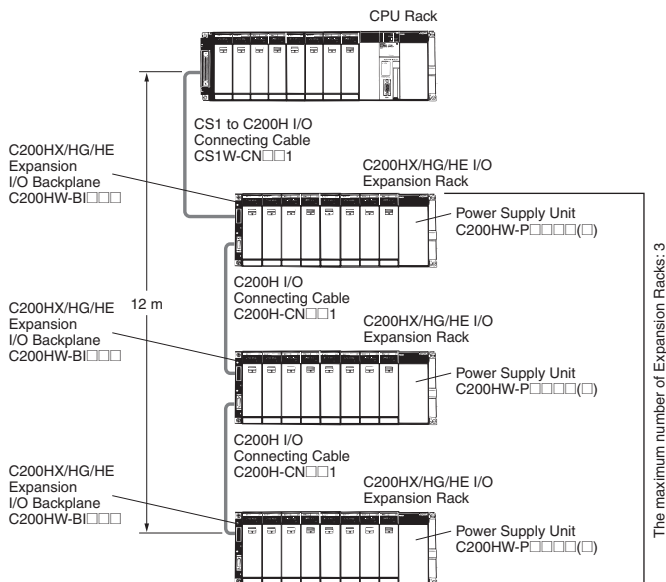 CPU Rack
CS1 to C200H I/O
Connecting Cable
CS1W-CN□□1
C200HX/HG/HE
Expansion
I/O Backplane
C200HW-BI□□□
C200HX/HG/HE I/O
Expansion Rack
Power Supply Unit
C200HW-P□□□□(□)
C200H I/O
Connecting Cable
C200H-CN□□1
12 m
C200HX/HG/HE
Expansion
I/O Backplane
C200HW-BI□□□
C200HX/HG/HE I/O
Expansion Rack
Power Supply Unit
C200HW-P□□□□(□)
C200H I/O
Connecting Cable
C200H-CN□□1
C200HX/HG/HE
Expansion
I/O Backplane
C200HW-BI□□□
C200HX/HG/HE I/O
Expansion Rack
Power Supply Unit
C200HW-P□□□□(□)
The maximum number of Expansion Racks: 3